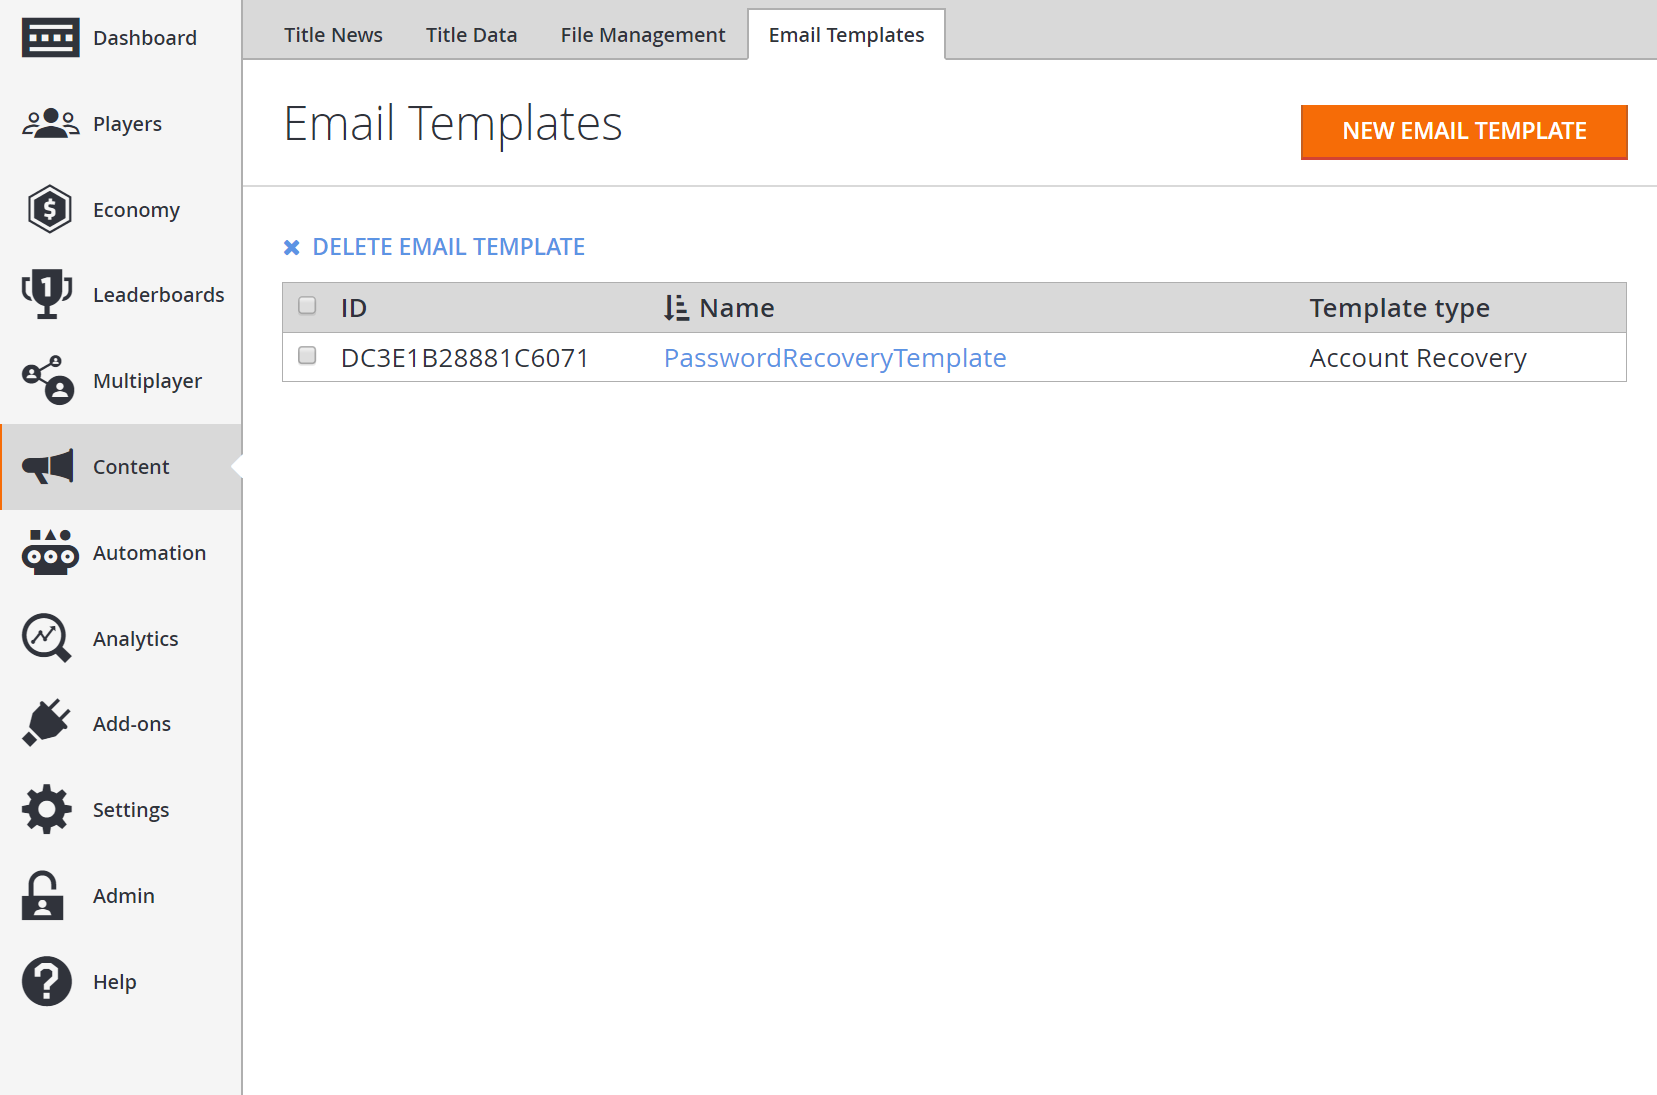 Dashboard
Players
Economy
Leaderboards
Multiplayer
Content
Automation
Analytics
Add-ons
Settings
Admin
Help
Title News
Title Data
File Management
Email Templates
Email Templates
NEW EMAIL TEMPLATE
DELETE EMAIL TEMPLATE
ID Name Template type
DC3E1B28881C6071 PasswordRecoveryTemplate Account Recovery